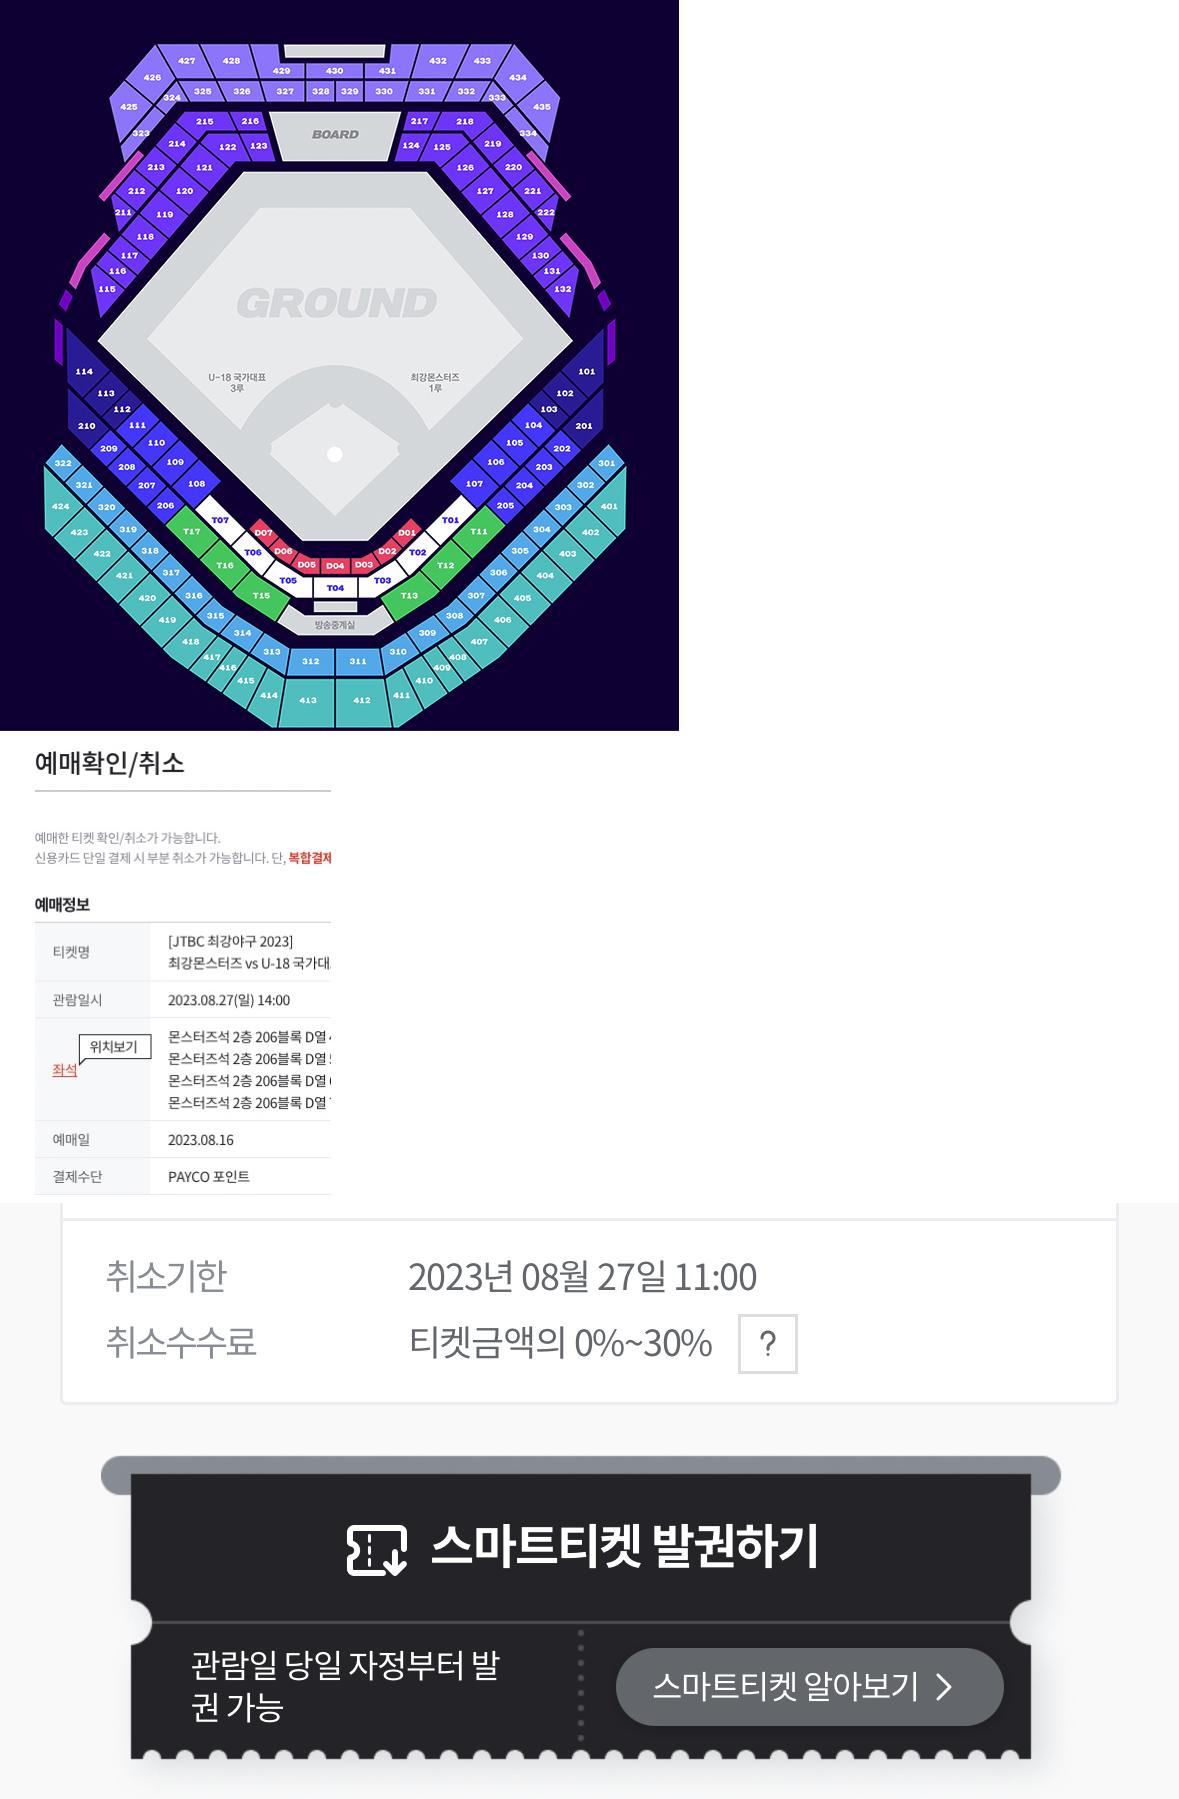 427 428 432 433
426 429 430 431 434
324 325 326 327 328 329 330 331 332 333
425 435
323 334
215 216 BOARD 217 218
214 122 123 124 125 219
213 121 126 220
212 120 127 221
211 119 128 222
118 129
117 130
116 131
115 132
GROUND
U-18 국가대표
3루
최강몬스터즈
1루
114 101
113 102
112 103
210 111 104 201
209 110 105 202
322 208 109 106 203 301
321 207 108 107 204 302
424 320 206 205 303 401
423 319 T07 T01 304 402
T17 D07 D01 T11
422 318 T06 D06 D02 T02 305 403
421 317 T16 D05 D04 D03 T12 306 404
420 316 T15 T05 T04 T03 T13 307 405
419 315 308 406
방송중계실
418 314 309 407
417 313 310 408
416 312 311 409
415 410
414 413 412 411
예매확인/취소
예매한 티켓 확인/취소가 가능합니다.
신용카드 단일 결제 시 부분 취소가 가능합니다. 단, 복합결제
예매정보
티켓명
[JTBC 최강야구 2023]
최강몬스터즈 vs U-18 국가대
관람일시 2023.08.27(일) 14:00
위치보기
좌석
몬스터즈석 2층 206블록 D열
몬스터즈석 2층 206블록 D열
몬스터즈석 2층 206블록 D열
몬스터즈석 2층 206블록 D열
예매일 2023.08.16
결제수단 PAYCO 포인트
취소기한 2023년 08월 27일 11:00
취소수수료 티켓금액의 0%~30% ?
스마트티켓 발권하기
관람일 당일 자정부터 발
권 가능
스마트티켓 알아보기 >